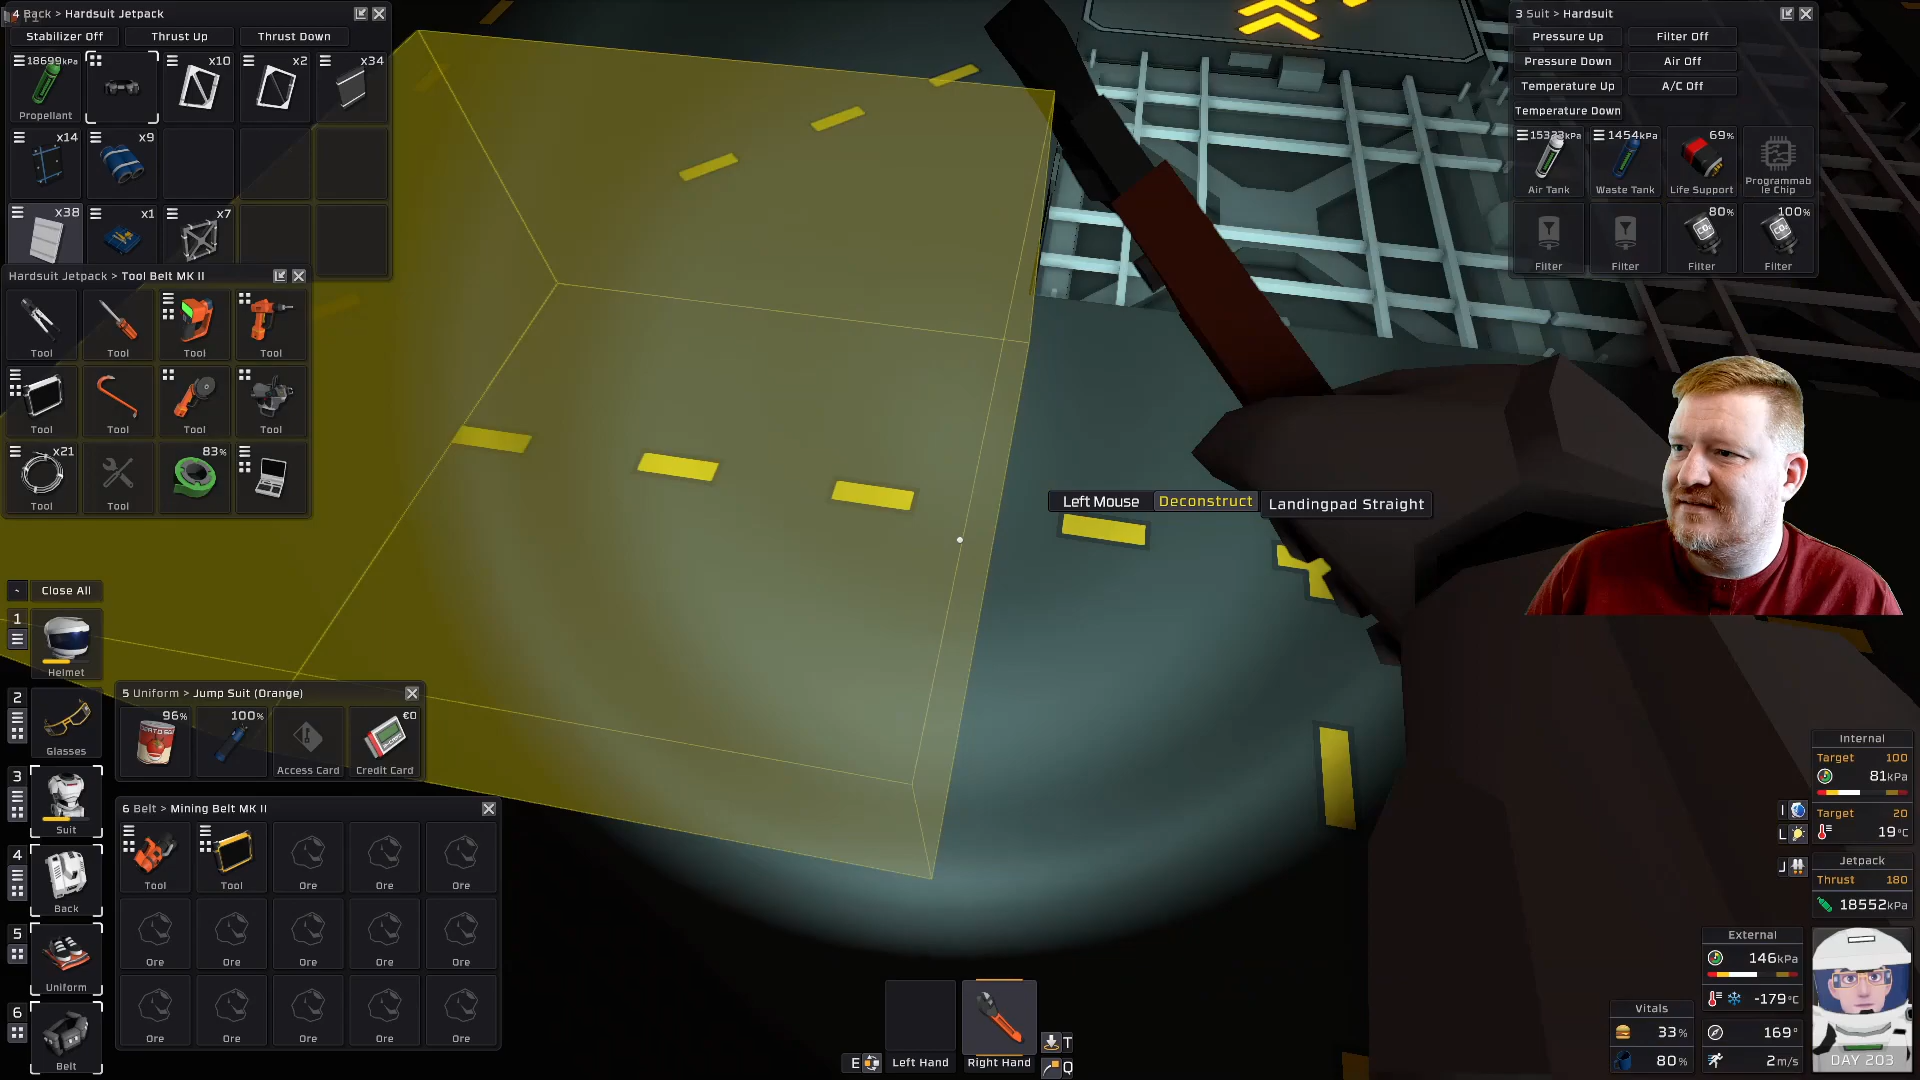 4 Back > Hardsuit Jetpack
Stabilizer Off Thrust Up Thrust Down
18699kPa x10 x2 x34
Propellant
x14 x9
x38 x1 x7
Hardsuit Jetpack > Tool Belt MK II
Tool Tool Tool Tool
Tool Tool Tool Tool
x21 83%
Tool Tool Tool
~ Close All
1 Helmet
2 Glasses
3 Suit
4 Back
5 Uniform
6 Belt
5 Uniform > Jump Suit (Orange)
96% 100% €0
Access Card Credit Card
6 Belt > Mining Belt MK II
Tool Tool Ore Ore Ore
Ore Ore Ore Ore Ore
Ore Ore Ore Ore Ore
Left Mouse Deconstruct Landingpad Straight
E Left Hand Right Hand T
Q
3 Suit > Hardsuit
Pressure Up Filter Off
Pressure Down Air Off
Temperature Up A/C Off
Temperature Down
1454kPa 69%
Air Tank Waste Tank Life Support Programmab
le Chip
80% 100%
Filter Filter Filter Filter
Internal
Target 100
81kPa
I
Target 20
L 19°C
J Jetpack
Thrust 180
18552kPa
External
146kPa
-179°C
Vitals
33% 169°
80% 2m/s
DAY 203